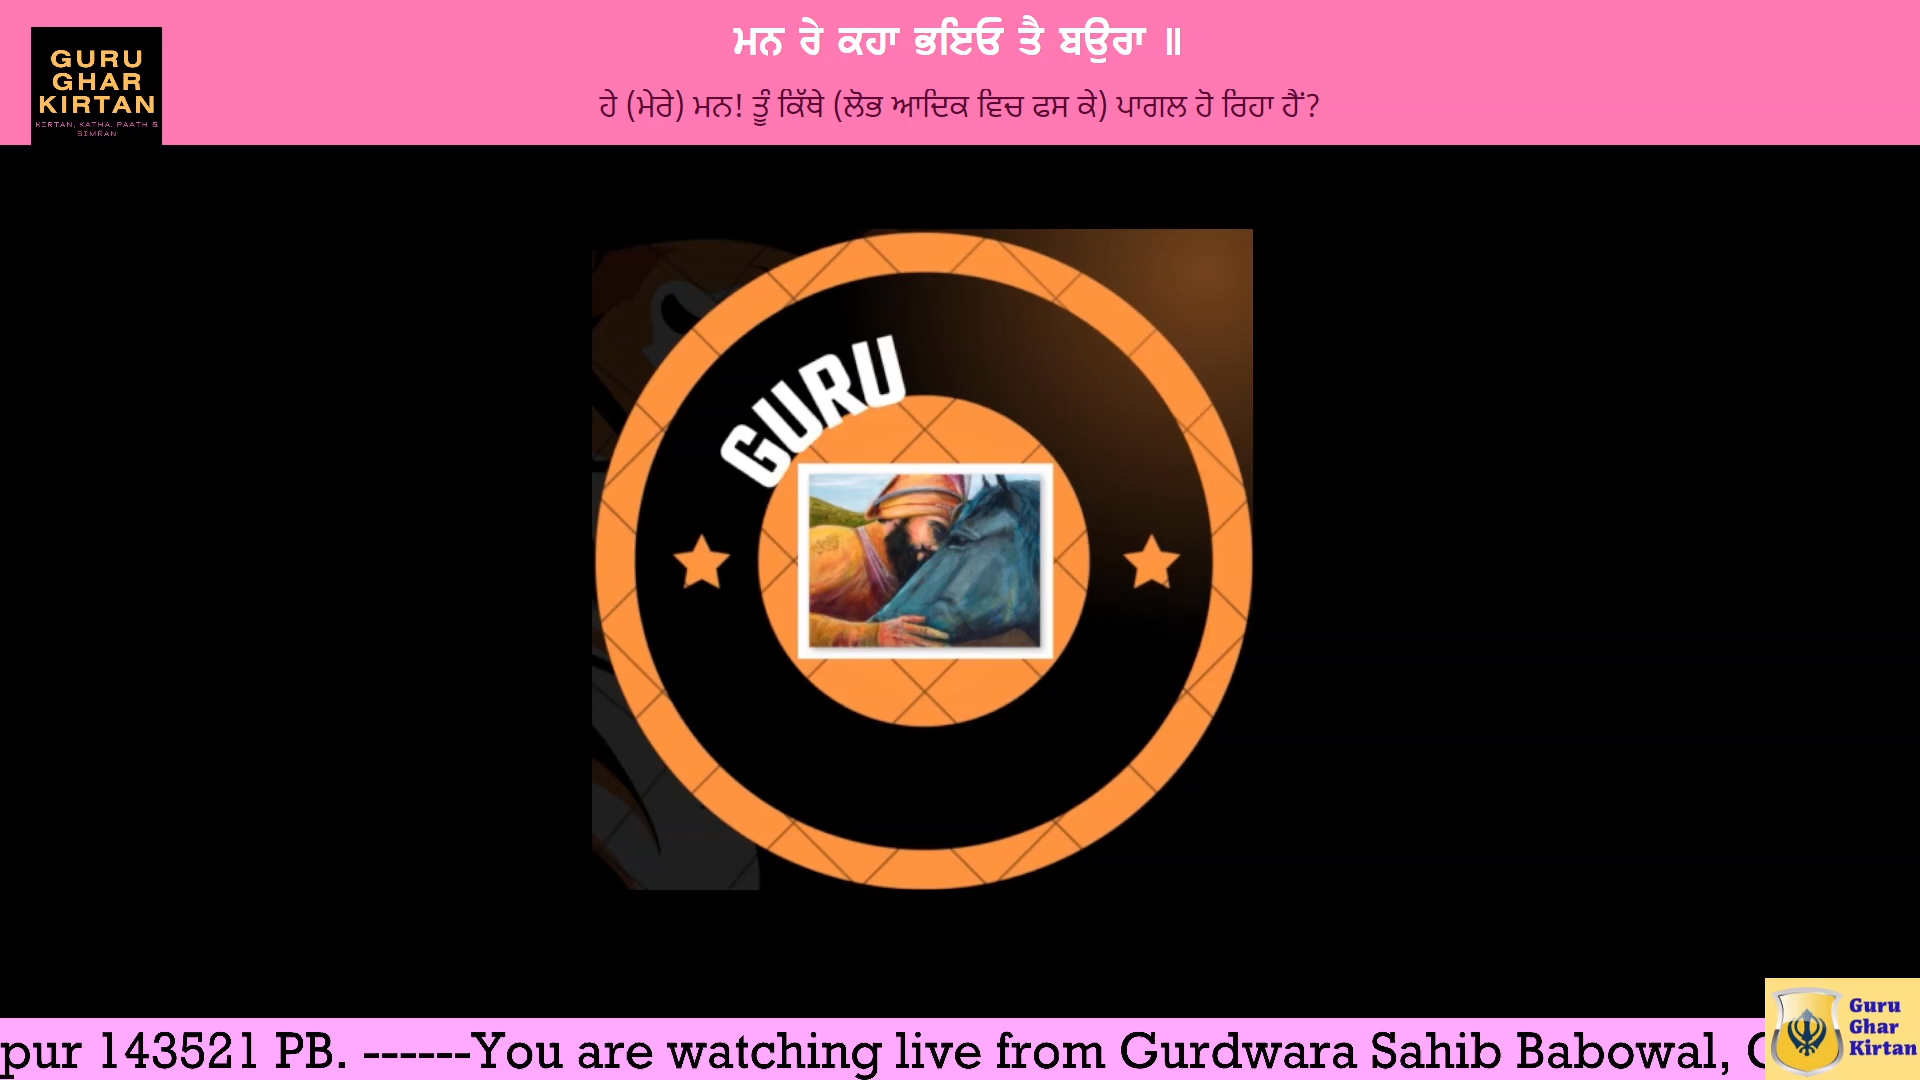 ਮਨ ਰੇ ਕਹਾ ਭਇਓ ਤੈ ਬਉਰਾ ॥
ਹੇ (ਮੇਰੇ) ਮਨ! ਤੂੰ ਕਿੱਥੇ (ਲੋਭ ਆਦਿਕ ਵਿਚ ਫਸ ਕੇ) ਪਾਗਲ ਹੋ ਰਿਹਾ ਹੈਂ?
GURU
GHAR
KIRTAN
KIRTAN, KATHA, PAATH &
SIMRAN
GURU
pur 143521 PB. ------You are watching live from Gurdwara Sahib Babowal,
Guru
Ghar
Kirtan